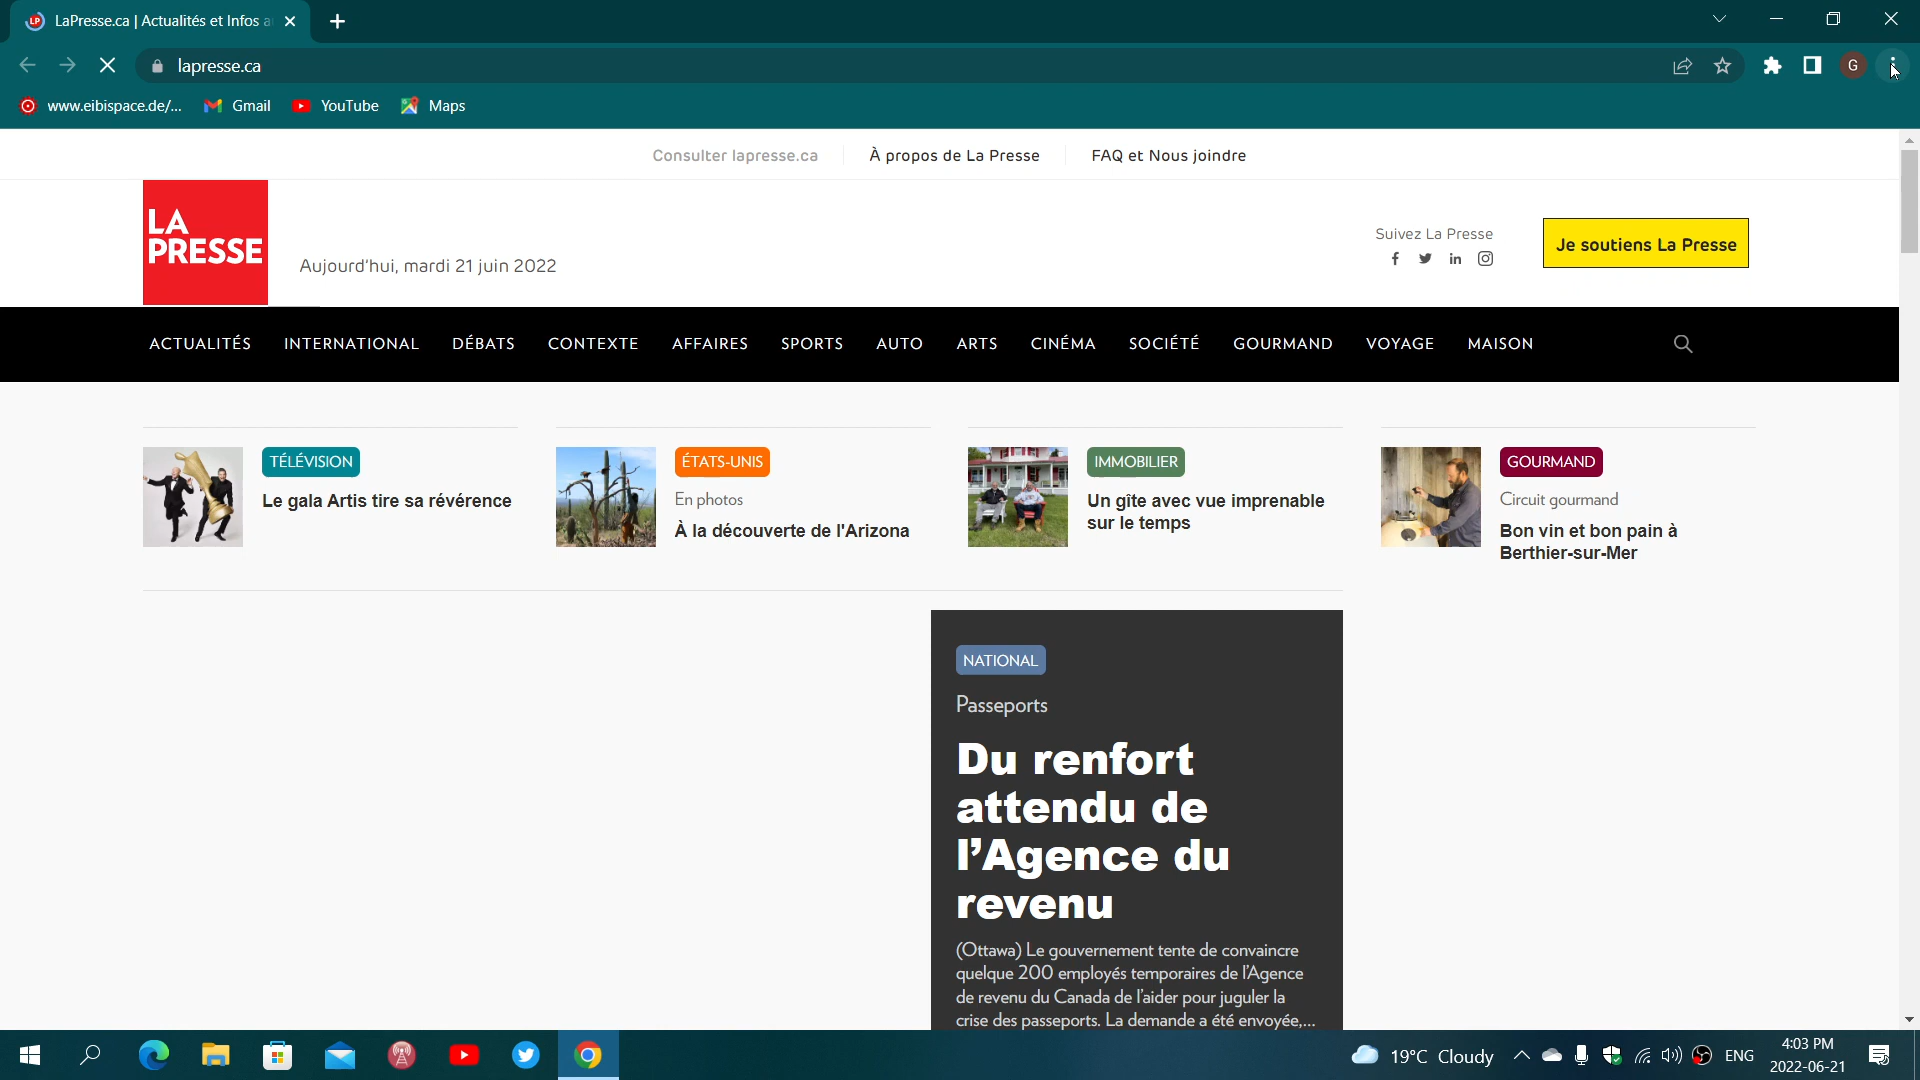 LP LaPresse.ca | Actualités et Infos a
lapresse.ca
G
www.eibispace.de/... Gmail YouTube Maps
Consulter lapresse.ca À propos de La Presse FAQ et Nous joindre
LA
PRESSE
Aujourd'hui, mardi 21 juin 2022
Suivez La Presse
Je soutiens La Presse
ACTUALITÉS INTERNATIONAL DÉBATS CONTEXTE AFFAIRES SPORTS AUTO ARTS CINÉMA SOCIÉTÉ GOURMAND VOYAGE MAISON
TÉLÉVISION
Le gala Artis tire sa révérence
ÉTATS-UNIS
En photos
À la découverte de l'Arizona
IMMOBILIER
Un gîte avec vue imprenable
sur le temps
GOURMAND
Circuit gourmand
Bon vin et bon pain à
Berthier-sur-Mer
NATIONAL
Passeports
Du renfort
attendu de
l'Agence du
revenu
(Ottawa) Le gouvernement tente de convaincre
quelque 200 employés temporaires de l'Agence
de revenu du Canada de l'aider pour juguler la
crise des passeports. La demande a été envoyée,...
19°C Cloudy
ENG
4:03 PM
2022-06-21